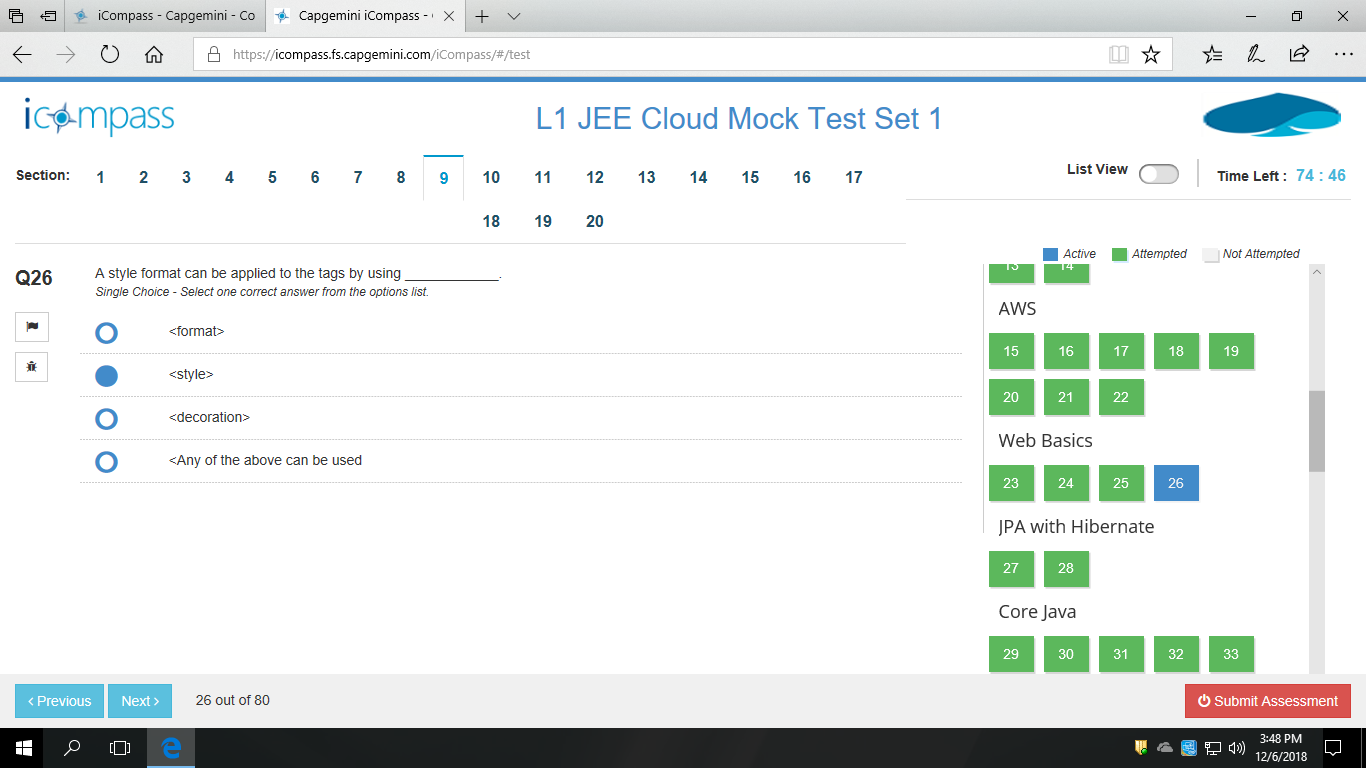 iCompass - Capgemini - Co
Capgemini iCompass -
https://icompass.fs.capgemini.com/iCompass/#/test
icompass
L1 JEE Cloud Mock Test Set 1
Section: 1 2 3 4 5 6 7 8 9 10 11 12 13 14 15 16 17
18 19 20
List View
Time Left : 74 : 46
Active Attempted Not Attempted
Q26
A style format can be applied to the tags by using ____________.
Single Choice - Select one correct answer from the options list.
<format>
<style>
<decoration>
<Any of the above can be used
13 14
AWS
15 16 17 18 19
20 21 22
Web Basics
23 24 25 26
JPA with Hibernate
27 28
Core Java
29 30 31 32 33
‹ Previous
Next ›
26 out of 80
Submit Assessment
3:48 PM
12/6/2018